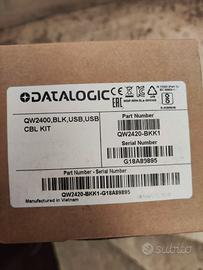 DATALOGIC
QW2400,BLK,USB,USB
CBL KIT
Part Number
QW2420-BKK1
Serial Number
G18A89895
Part Number - Serial Number
QW2420-BKK1-G18A89895
Manufactured in Vietnam
subito